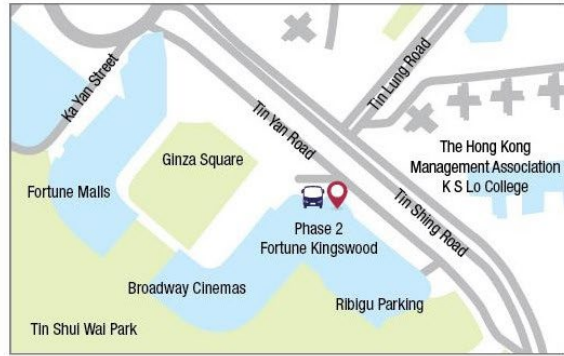 Ka Yan Street
Tin Lung Road
Tin Yan Road
Ginza Square
The Hong Kong
Management Association
K S Lo College
Fortune Malls
Tin Shing Road
Phase 2
Fortune Kingswood
Broadway Cinemas
Ribigu Parking
Tin Shui Wai Park